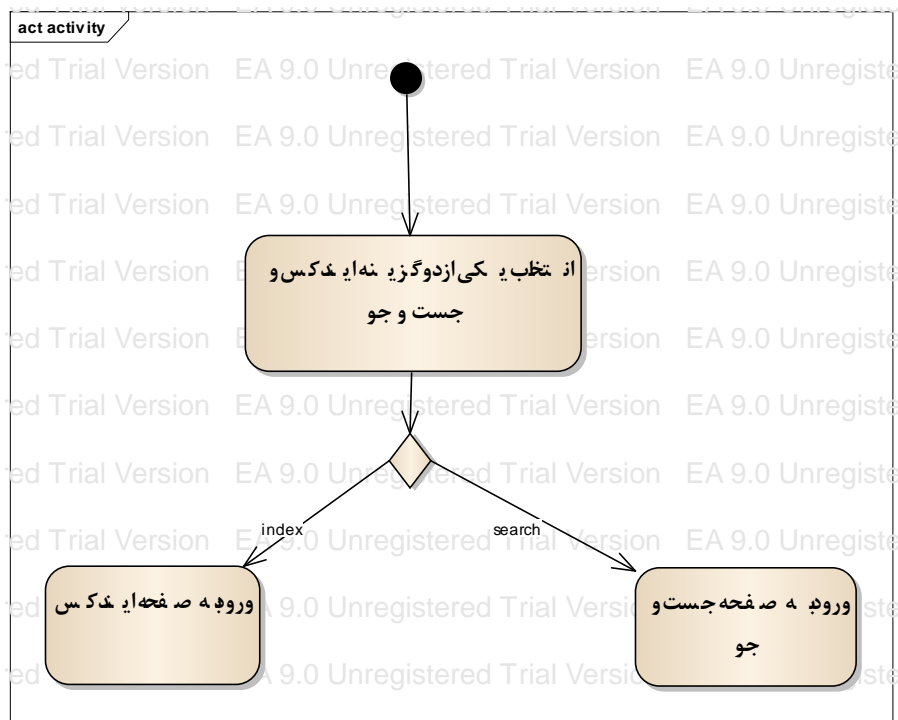 act activity
انتخاب یکی از دو گزینه ایندکس و
جست و جو
index
search
ورود به صفحه ایندکس
ورود به صفحه جست و
جو
EA 9.0 Unregistered Trial Version